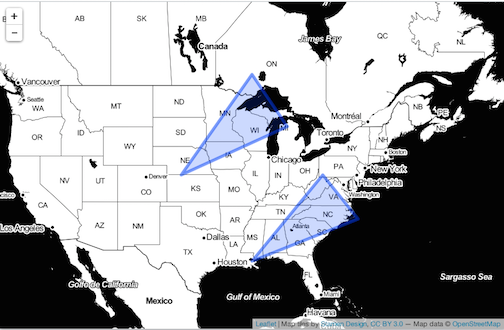 +
-
AB
SK
MB
NL
ON
James Bay
Canada
QC
Vancouver
Seattle
WA
MT
ND
MN
NB
PE
NS
Montréal
OR
ID
SD
WI
MI
Toronto
NY
NH
Boston
WY
NE
IA
Chicago
PA
New York
Philadelphia
Washington
NV
UT
Denver
CO
KS
MO
IL
IN
OH
KY
VA
CA
cisco
Los Angeles
AZ
NM
OK
AR
TN
NC
Atlanta
SC
Dallas
MS
AL
GA
TX
LA
Houston
FL
Golfo de California
Gulf of Mexico
Sargasso Sea
Mexico
Miami
Havana
Leaflet | Map tiles by Stamen Design, CC BY 3.0 — Map data © OpenStreetMap